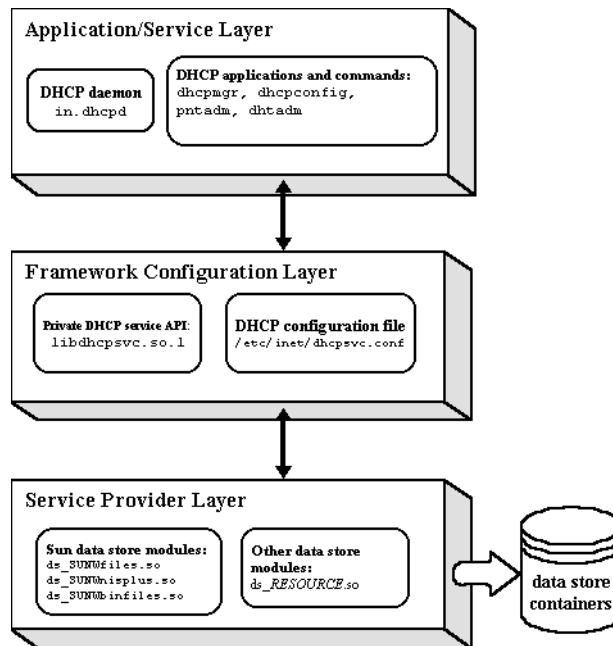 Application/Service Layer
DHCP daemon
in.dhcpd
DHCP applications and commands:
dhcpmgr, dhcpconfig,
pntadm, dhtadm
Framework Configuration Layer
Private DHCP service API:
libdhcpsvc.so.1
DHCP configuration file
/etc/inet/dhcpsvc.conf
Service Provider Layer
Sun data store modules:
ds_SUNWfiles.so
ds_SUNWnisplus.so
ds_SUNWbinfiles.so
Other data store
modules:
ds_RESOURCE.so
data store
containers